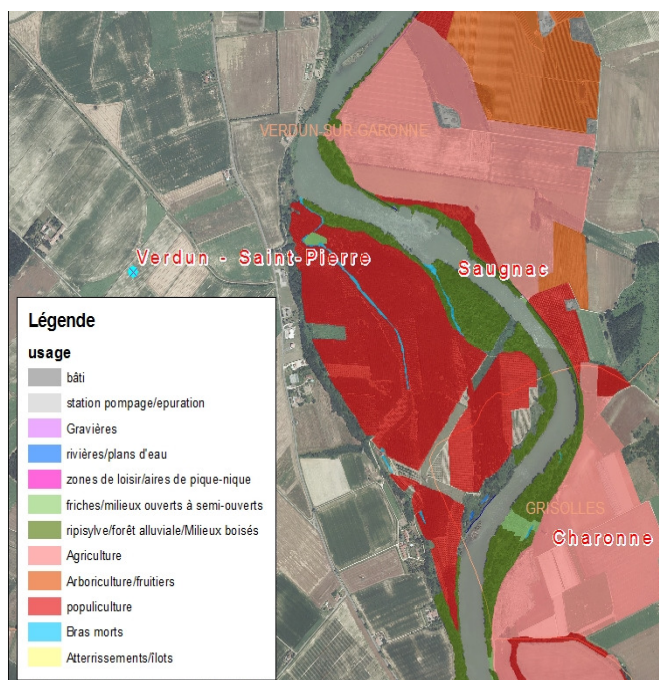 VERDUN-SUR-GARONNE
Verdun - Saint-Pierre
Saugnac
Légende
usage
bâti
station pompage/epuration
Gravières
rivières/plans d'eau
zones de loisir/aires de pique-nique
friches/milieux ouverts à semi-ouverts
ripisylve/forêt alluviale/Milieux boisés
Agriculture
Arboriculture/fruitiers
populiculture
Bras morts
Atterrissements/îlots
GRISOLLES
Charonne